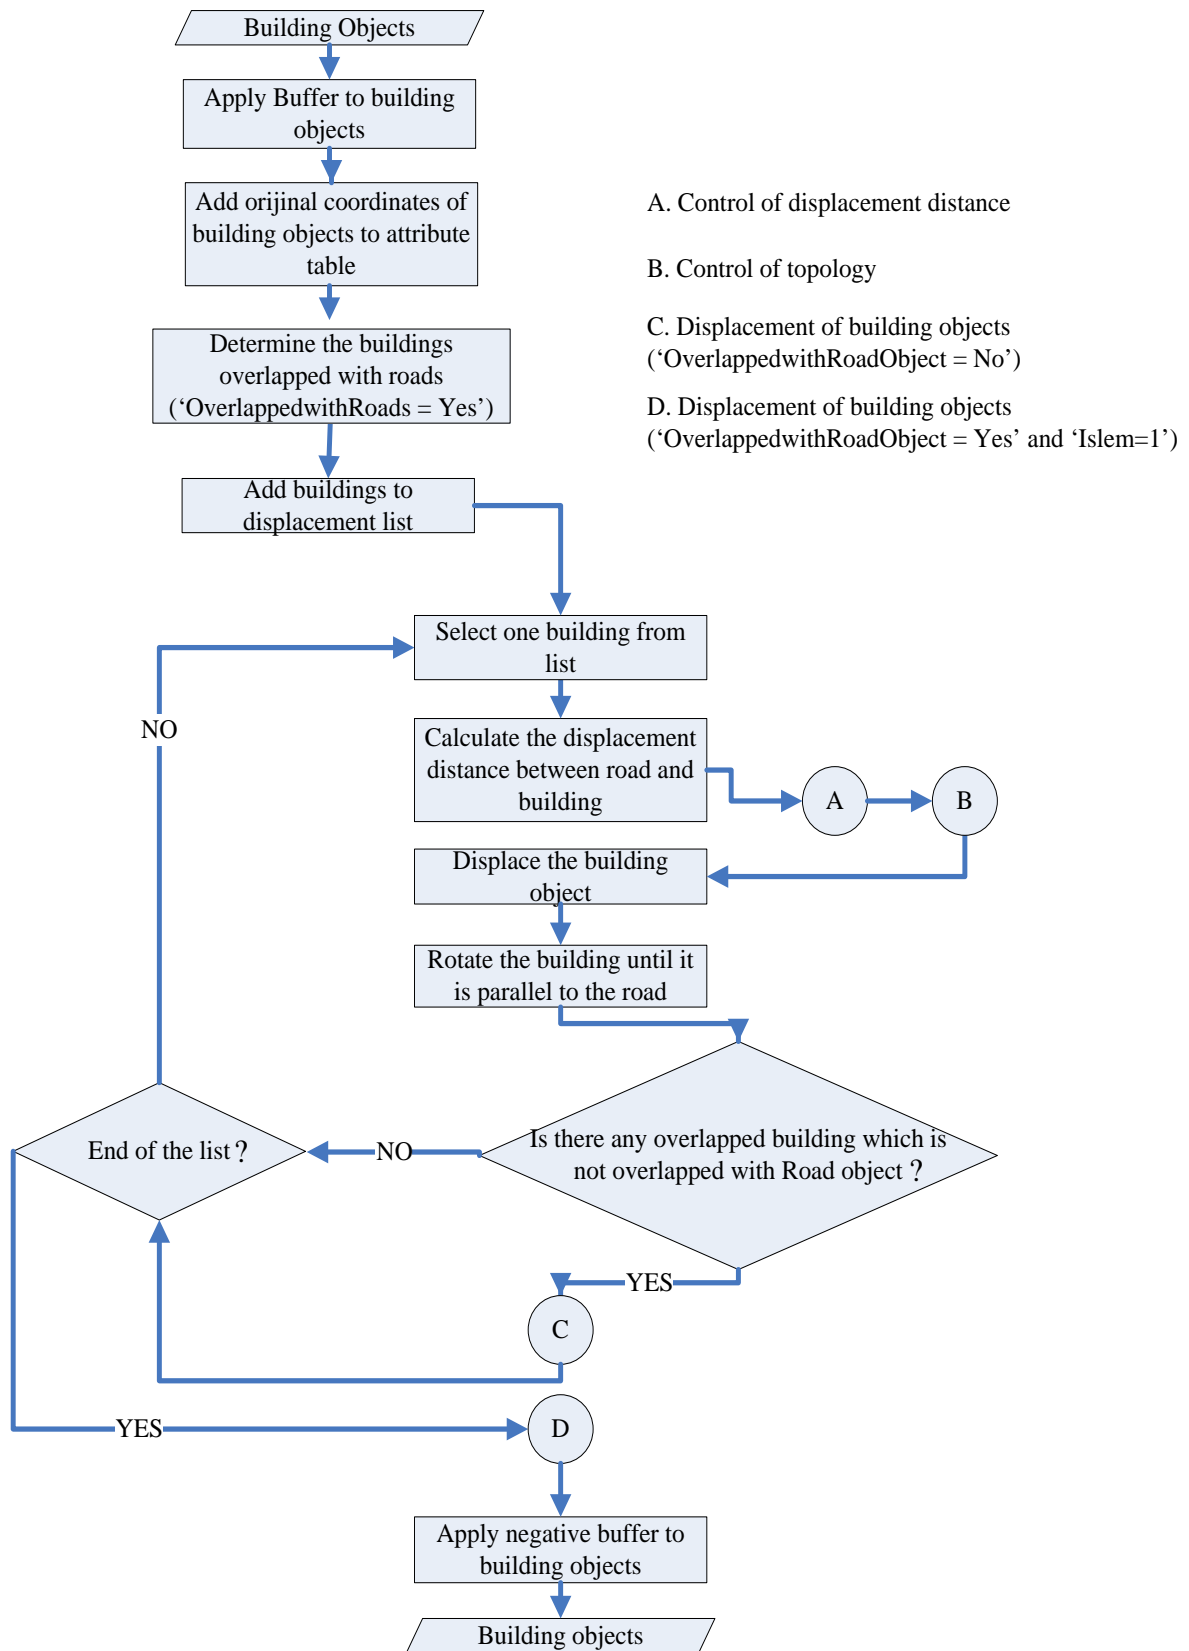 Building Objects
Apply Buffer to building
objects
Add orijinal coordinates of
building objects to attribute
table
Determine the buildings
overlapped with roads
(‘OverlappedwithRoads = Yes’)
Add buildings to
displacement list
A. Control of displacement distance
B. Control of topology
C. Displacement of building objects
(‘OverlappedwithRoadObject = No’)
D. Displacement of building objects
(‘OverlappedwithRoadObject = Yes’ and ‘Islem=1’)
Select one building from
list
NO
Calculate the displacement
distance between road and
building
A
B
Displace the building
object
Rotate the building until it
is parallel to the road
Is there any overlapped building which is
not overlapped with Road object ?
NO
End of the list ?
YES
C
YES
D
Apply negative buffer to
building objects
Building objects